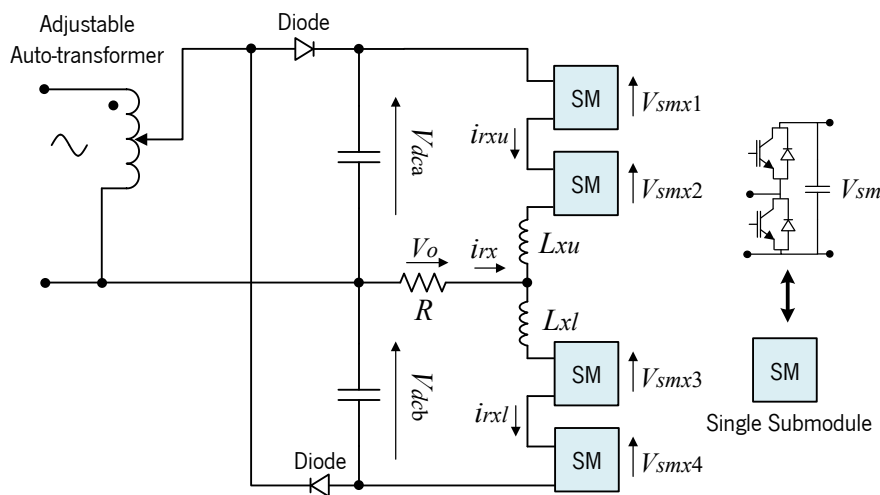 Adjustable
Auto-transformer
Diode
Vdca
SM
Vsmx1
irxu
SM
Vsmx2
Lxu
Vo
irx
R
Lxl
Vdcb
SM
Vsmx3
irxl
SM
Vsmx4
Diode
Vsm
SM
Single Submodule